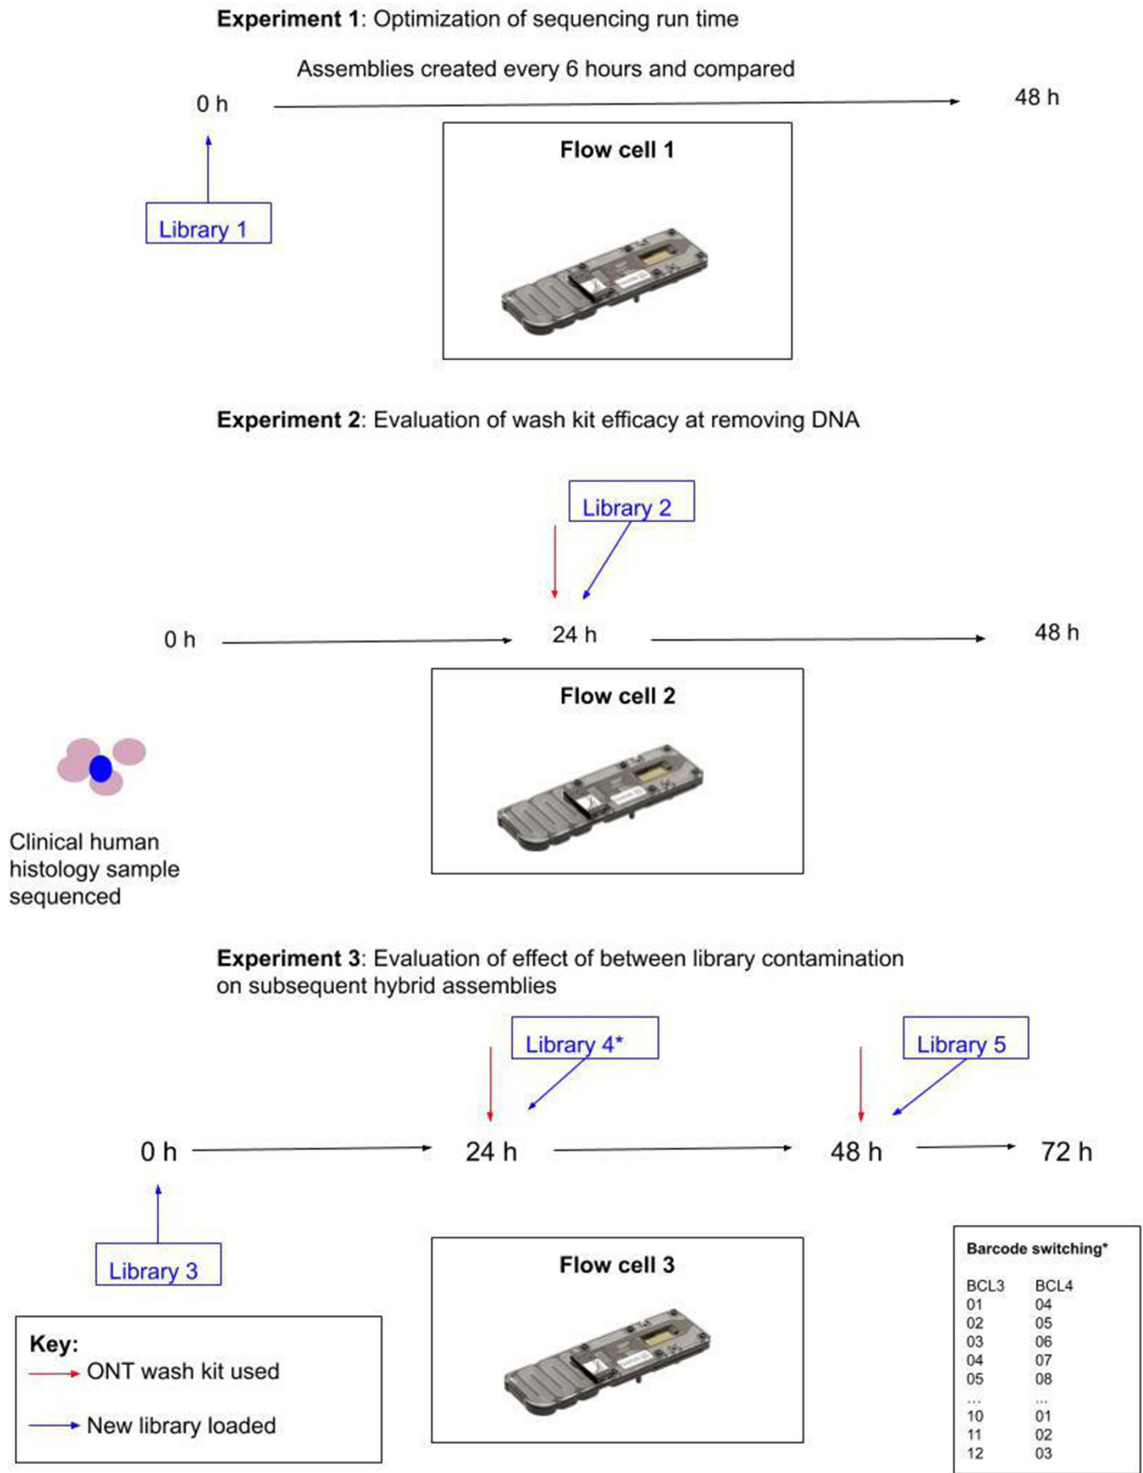 Experiment 1: Optimization of sequencing run time
Assemblies created every 6 hours and compared
0 h
48 h
Library 1
Flow cell 1
Experiment 2: Evaluation of wash kit efficacy at removing DNA
Library 2
0 h
24 h
48 h
Flow cell 2
Clinical human
histology sample
sequenced
Experiment 3: Evaluation of effect of between library contamination
on subsequent hybrid assemblies
Library 4*
Library 5
0 h
24 h
48 h
72 h
Library 3
Flow cell 3
Key:
ONT wash kit used
New library loaded
Barcode switching*
BCL3 BCL4
01 04
02 05
03 06
04 07
05 08
... ...
10 01
11 02
12 03